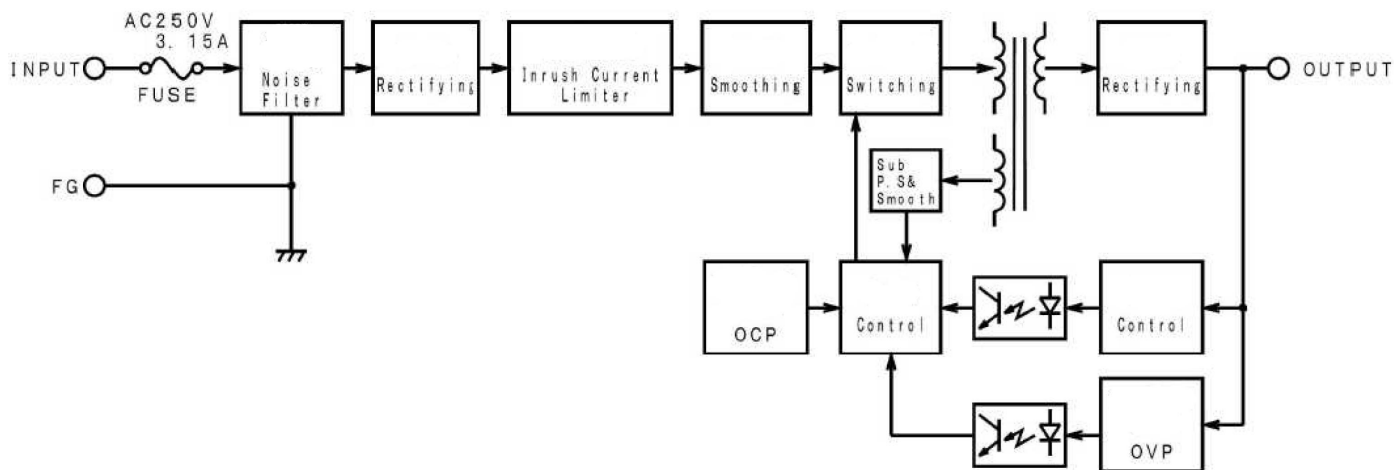 AC250V
3. 15A
INPUT
FUSE
Noise
Filter
Rectifying
Inrush Current
Limiter
Smoothing
Switching
Rectifying
OUTPUT
FG
Sub
P. S&
Smooth
OCP
Control
Control
OVP